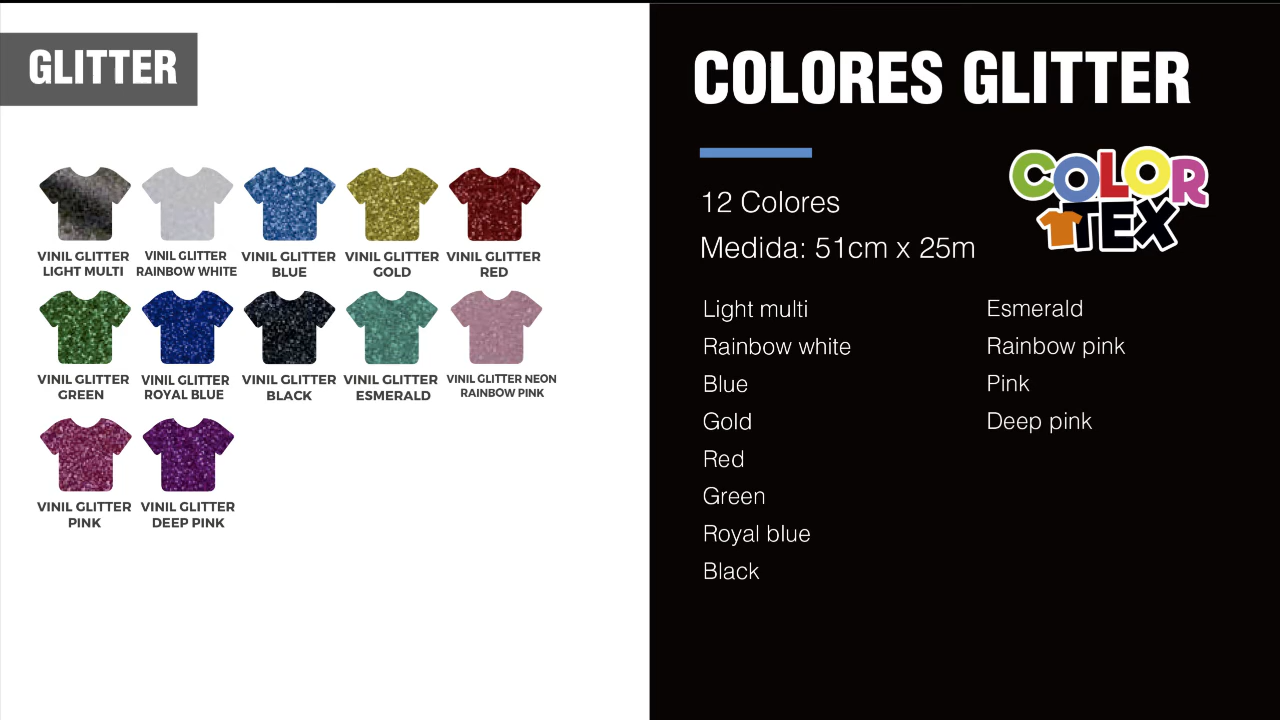 GLITTER
VINIL GLITTER
LIGHT MULTI
VINIL GLITTER
RAINBOW WHITE
VINIL GLITTER
BLUE
VINIL GLITTER
GOLD
VINIL GLITTER
RED
VINIL GLITTER
GREEN
VINIL GLITTER
ROYAL BLUE
VINIL GLITTER
BLACK
VINIL GLITTER
ESMERALD
VINIL GLITTER NEON
RAINBOW PINK
VINIL GLITTER
PINK
VINIL GLITTER
DEEP PINK
COLORES GLITTER
COLOR
TEX
12 Colores
Medida: 51cm x 25m
Light multi
Rainbow white
Blue
Gold
Red
Green
Royal blue
Black
Esmerald
Rainbow pink
Pink
Deep pink